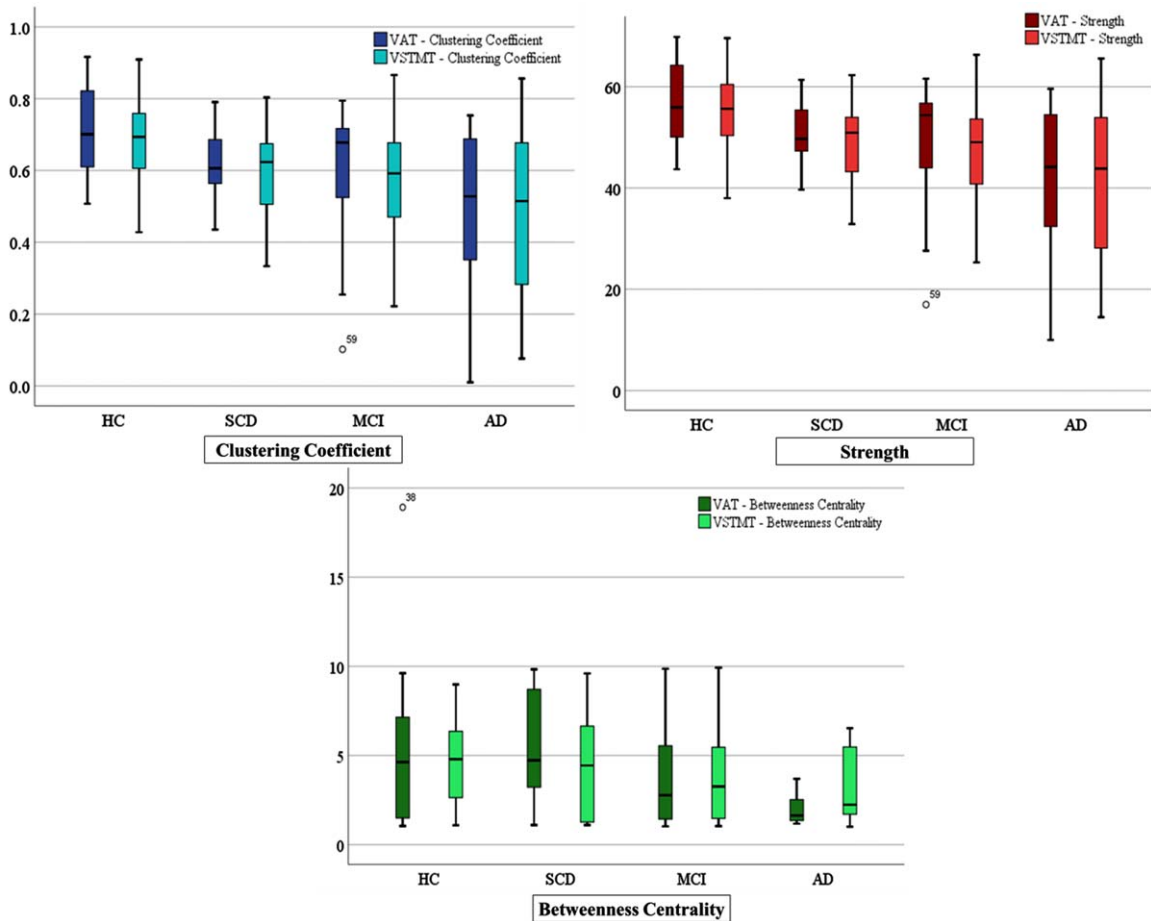 1.0
0.8
0.6
0.4
0.2
0.0
VAT - Clustering Coefficient
VSTMT - Clustering Coefficient
59
HC SCD MCI AD
Clustering Coefficient
60
40
20
0
VAT - Strength
VSTMT - Strength
59
HC SCD MCI AD
Strength
20
15
10
5
0
38
VAT - Betweenness Centrality
VSTMT - Betweenness Centrality
HC SCD MCI AD
Betweenness Centrality